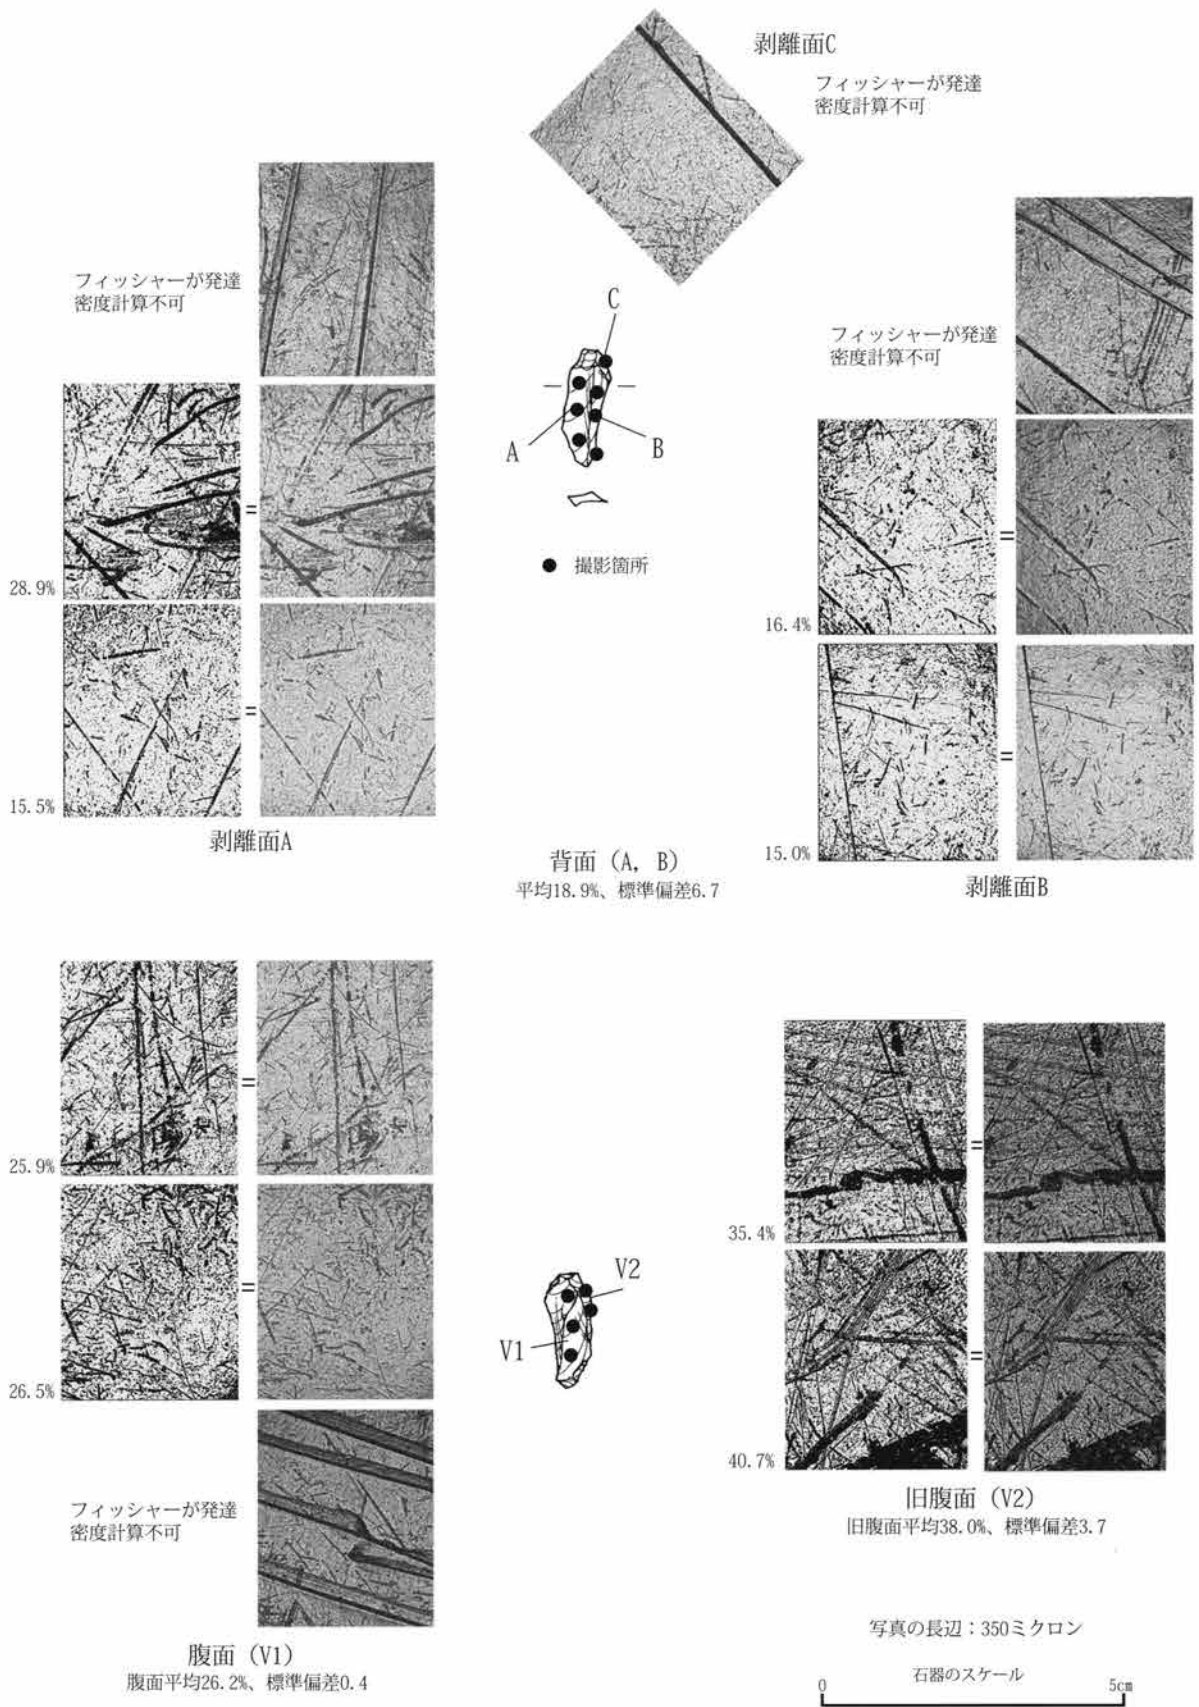 剥離面C
フィッシャーが発達
密度計算不可
フィッシャーが発達
密度計算不可
C
フィッシャーが発達
密度計算不可
A
B
● 撮影箇所
=
28.9%
=
16.4%
=
15.5%
剥離面A
=
15.0%
剥離面B
背面 (A, B)
平均18.9%、標準偏差6.7
=
25.9%
=
26.5%
=
35.4%
V2
V1
=
40.7%
旧腹面 (V2)
旧腹面平均38.0%、標準偏差3.7
フィッシャーが発達
密度計算不可
腹面 (V1)
腹面平均26.2%、標準偏差0.4
写真の長辺：350ミクロン
石器のスケール
0 5cm